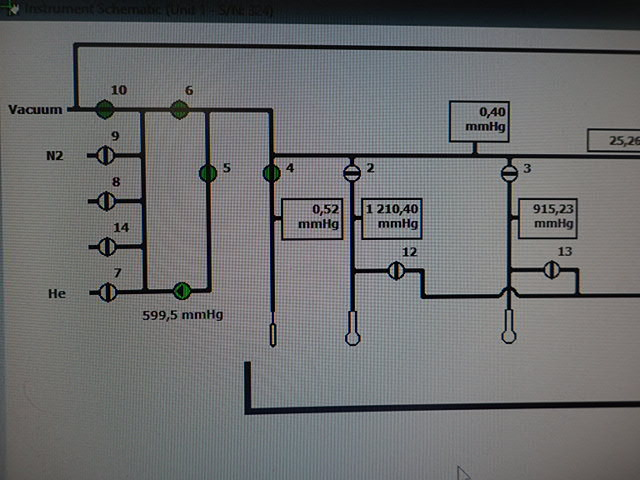 Instrument Schematic (Unit 1 - S/N: 324)
10
6
Vacuum
0,40
mmHg
25,26
9
N2
5
4
2
3
8
0,52
mmHg
1 210,40
mmHg
915,23
mmHg
14
12
13
7
He
599,5 mmHg